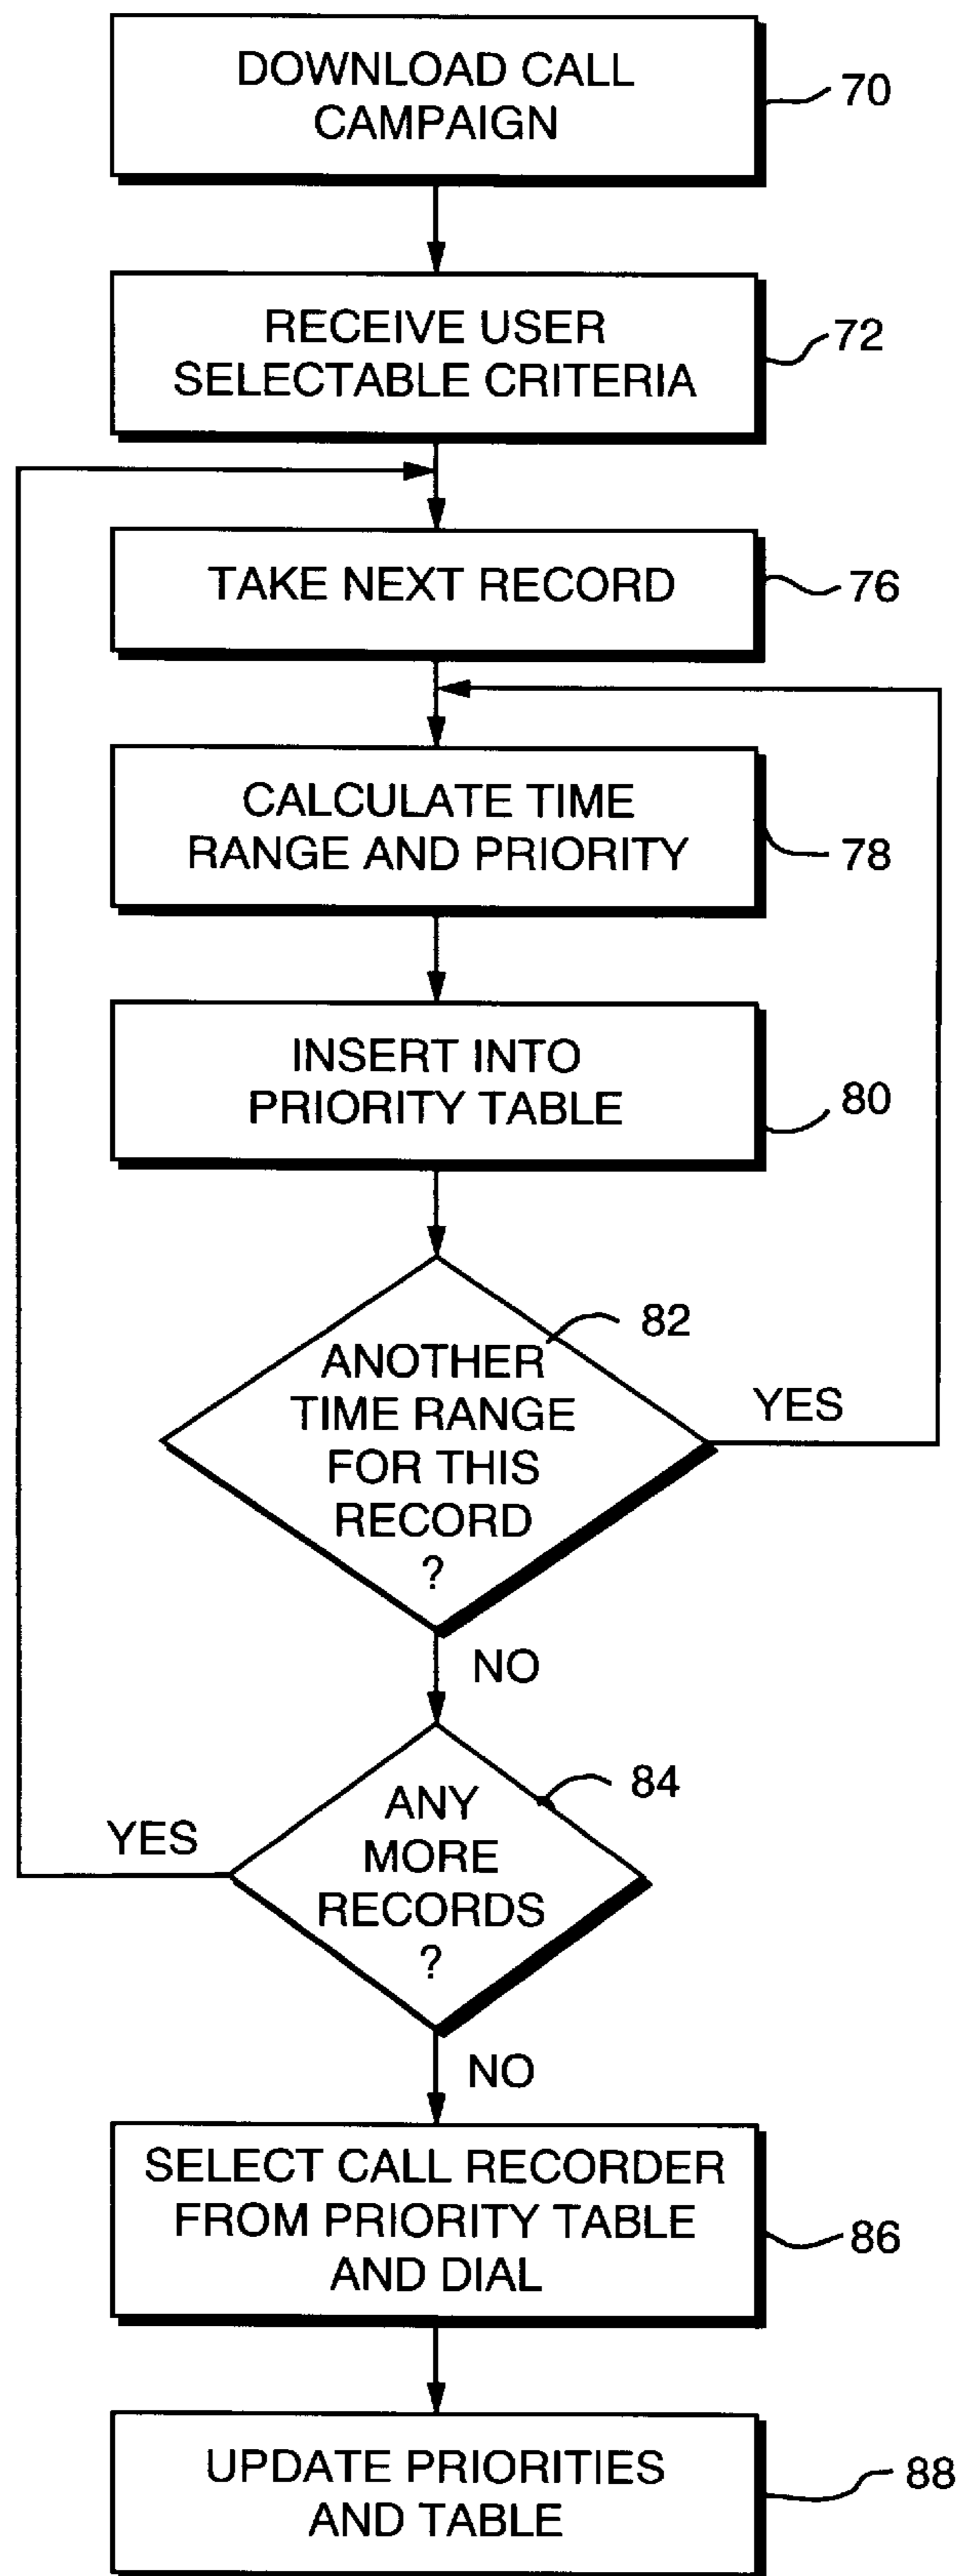 DOWNLOAD CALL
CAMPAIGN
70
RECEIVE USER
SELECTABLE CRITERIA
72
TAKE NEXT RECORD
76
CALCULATE TIME
RANGE AND PRIORITY
78
INSERT INTO
PRIORITY TABLE
80
82
ANOTHER
TIME RANGE
FOR THIS
RECORD
?
YES
NO
84
ANY
MORE
RECORDS
?
YES
NO
SELECT CALL RECORDER
FROM PRIORITY TABLE
AND DIAL
86
UPDATE PRIORITIES
AND TABLE
88